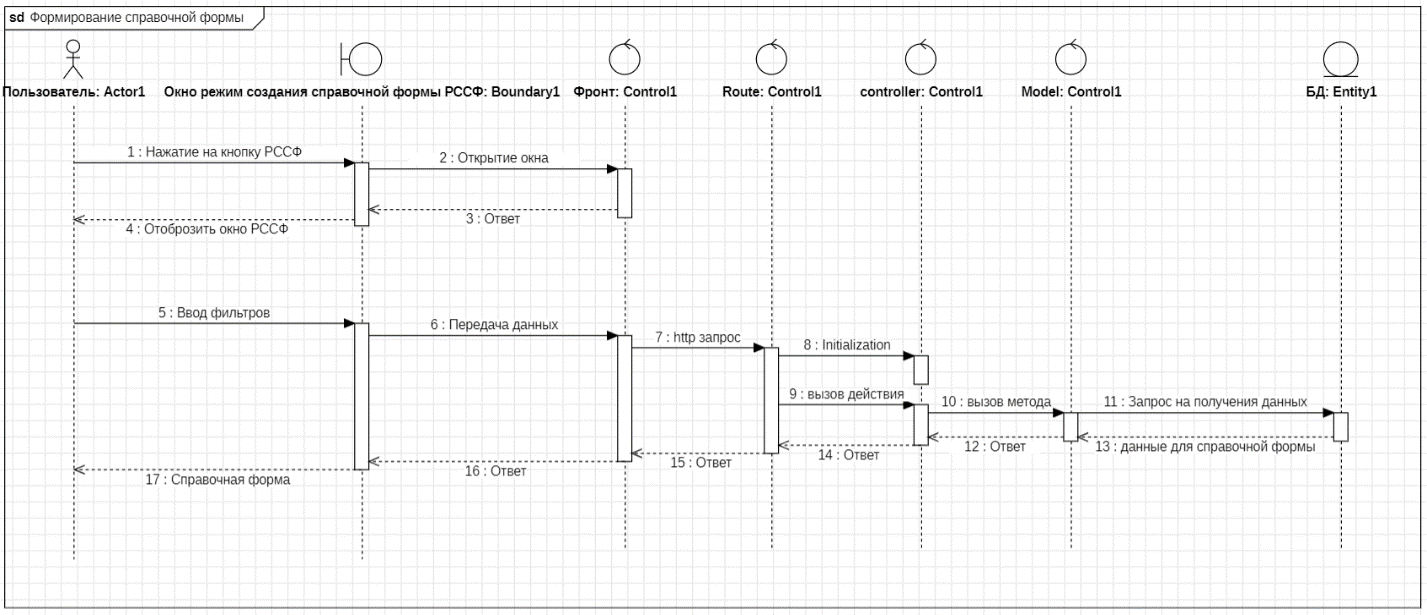 sd Формирование справочной формы
Пользователь: Actor1
Окно режим создания справочной формы РССФ: Boundary1
Фронт: Control1
Route: Control1
controller: Control1
Model: Control1
БД: Entity1
1 : Нажатие на кнопку РССФ
2 : Открытие окна
3 : Ответ
4 : Отоброзить окно РССФ
5 : Ввод фильтров
6 : Передача данных
7 : http запрос
8 : Initialization
9 : вызов действия
10 : вызов метода
11 : Запрос на получения данных
12 : Ответ
13 : данные для справочной формы
14 : Ответ
15 : Ответ
16 : Ответ
17 : Справочная форма